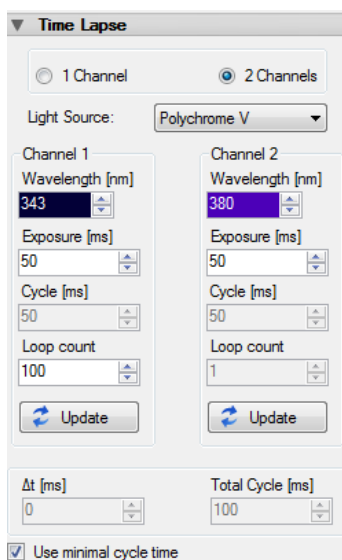 Time Lapse
1 Channel 2 Channels
Light Source: Polychrome V
Channel 1 Channel 2
Wavelength [nm] Wavelength [nm]
343 380
Exposure [ms] Exposure [ms]
50 50
Cycle [ms] Cycle [ms]
50 50
Loop count Loop count
100 1
Update Update
Δt [ms] Total Cycle [ms]
0 100
Use minimal cycle time